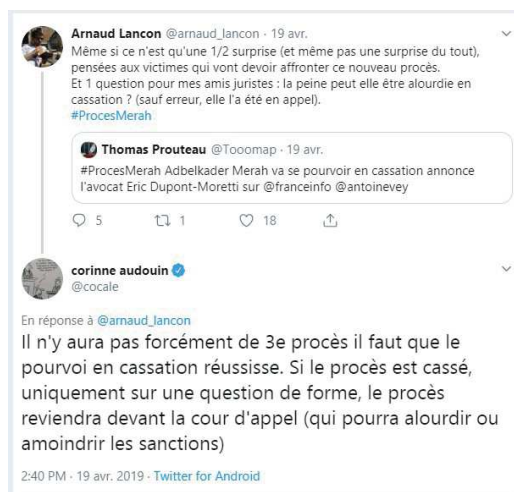 Arnaud Lancon @arnaud_lancon · 19 avr.
Même si ce n'est qu'une 1/2 surprise (et même pas une surprise du tout),
pensées aux victimes qui vont devoir affronter ce nouveau procès.
Et 1 question pour mes amis juristes : la peine peut elle être alourdie en
cassation ? (sauf erreur, elle l'a été en appel).
#ProcesMerah
Thomas Prouteau @Tooomap · 19 avr.
#ProcesMerah Adbelkader Merah va se pourvoir en cassation annonce
l'avocat Eric Dupont-Moretti sur @franceinfo @antoinevey
5 1 18
corinne audouin
@cocale
En réponse à @arnaud_lancon
Il n'y aura pas forcément de 3e procès il faut que le
pourvoi en cassation réussisse. Si le procès est cassé,
uniquement sur une question de forme, le procès
reviendra devant la cour d'appel (qui pourra alourdir ou
amoindrir les sanctions)
2:40 PM · 19 avr. 2019 · Twitter for Android